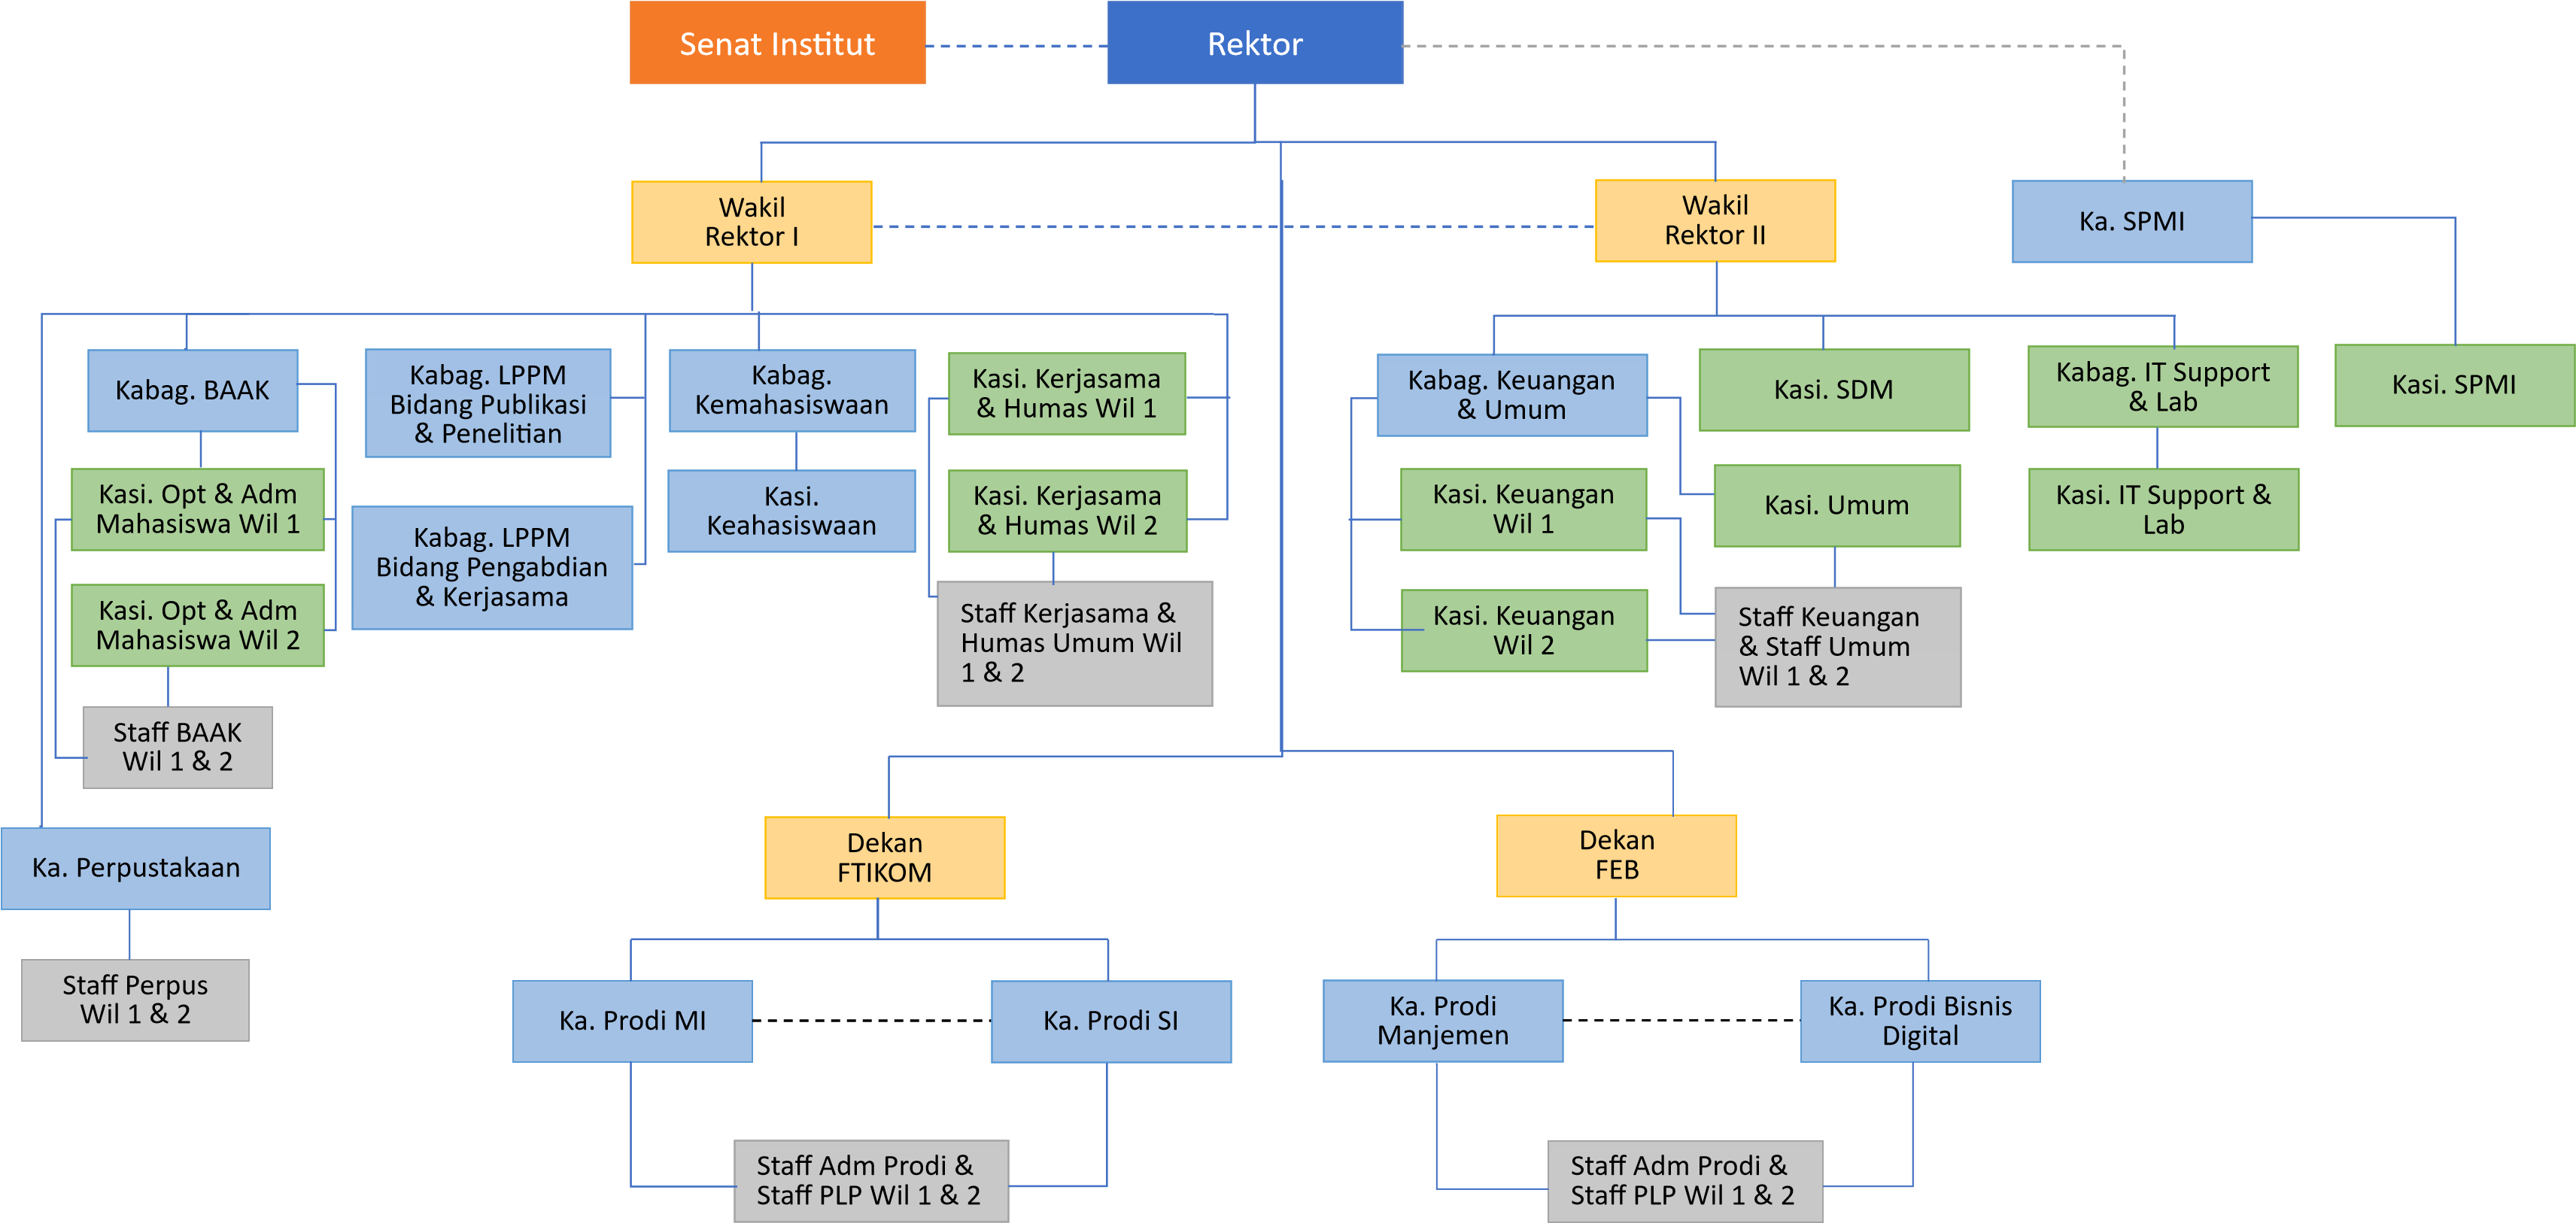 Senat Institut
Rektor
Wakil
Rektor I
Wakil
Rektor II
Ka. SPMI
Kabag. BAAK
Kabag. LPPM
Bidang Publikasi
& Penelitian
Kabag.
Kemahasiswaan
Kasi. Kerjasama
& Humas Wil 1
Kabag. Keuangan
& Umum
Kasi. SDM
Kabag. IT Support
& Lab
Kasi. SPMI
Kasi. Opt & Adm
Mahasiswa Wil 1
Kabag. LPPM
Bidang Pengabdian
& Kerjasama
Kasi.
Keahasiswaan
Kasi. Kerjasama
& Humas Wil 2
Kasi. Keuangan
Wil 1
Kasi. Umum
Kasi. IT Support &
Lab
Kasi. Opt & Adm
Mahasiswa Wil 2
Staff Kerjasama &
Humas Umum Wil
1 & 2
Kasi. Keuangan
Wil 2
Staff Keuangan
& Staff Umum
Wil 1 & 2
Staff BAAK
Wil 1 & 2
Ka. Perpustakaan
Dekan
FTIKOM
Dekan
FEB
Staff Perpus
Wil 1 & 2
Ka. Prodi MI
Ka. Prodi SI
Ka. Prodi
Manjemen
Ka. Prodi Bisnis
Digital
Staff Adm Prodi &
Staff PLP Wil 1 & 2
Staff Adm Prodi &
Staff PLP Wil 1 & 2